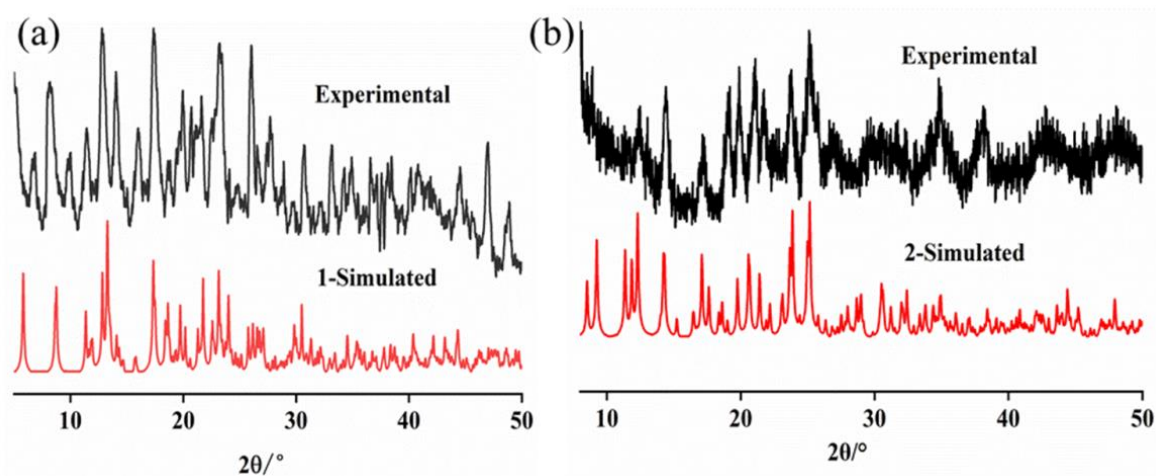 (a)
Experimental
1-Simulated
10 20 30 40 50
2θ/°
(b)
Experimental
2-Simulated
10 20 30 40 50
2θ/°